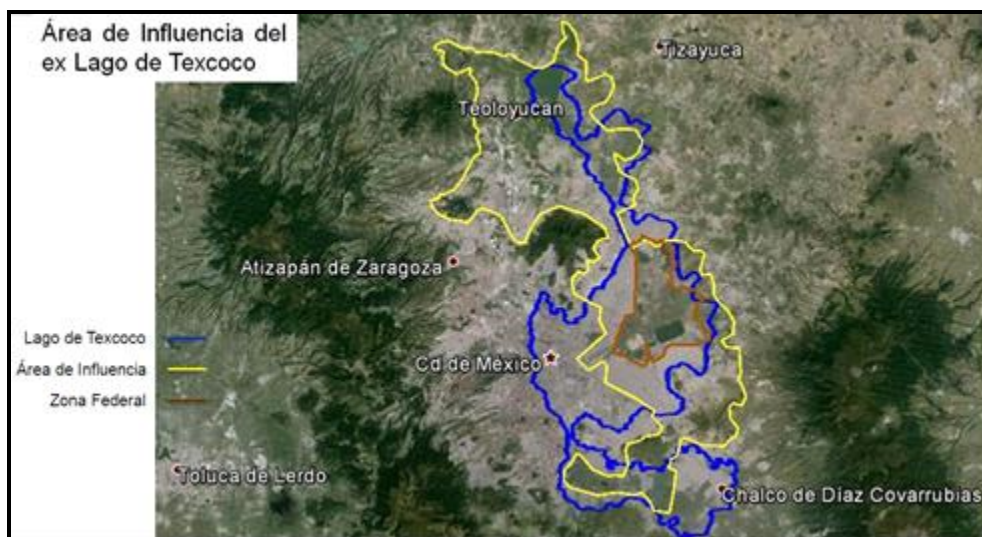 Área de Influencia del
ex Lago de Texcoco
Tizayuca
Teoloyucan
Atizapán de Zaragoza
Lago de Texcoco
Área de Influencia
Cd de México
Zona Federal
Toluca de Lerdo
Chalco de Díaz Covarrubias